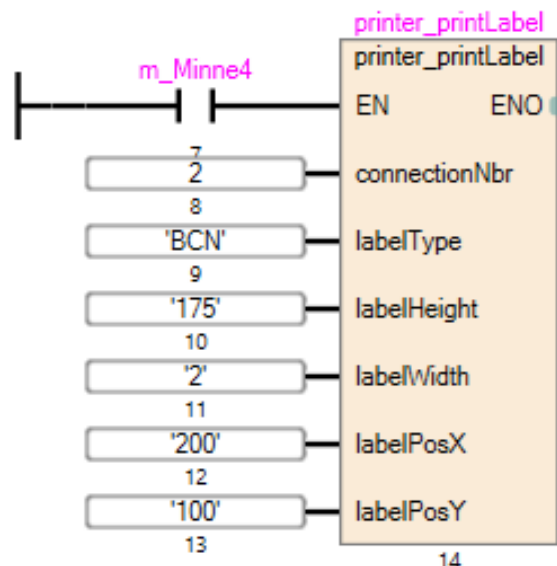 printer_printLabel
printer_printLabel
m_Minne4
EN ENO
7
2 connectionNbr
8
'BCN' labelType
9
'175' labelHeight
10
'2' labelWidth
11
'200' labelPosX
12
'100' labelPosY
13
14